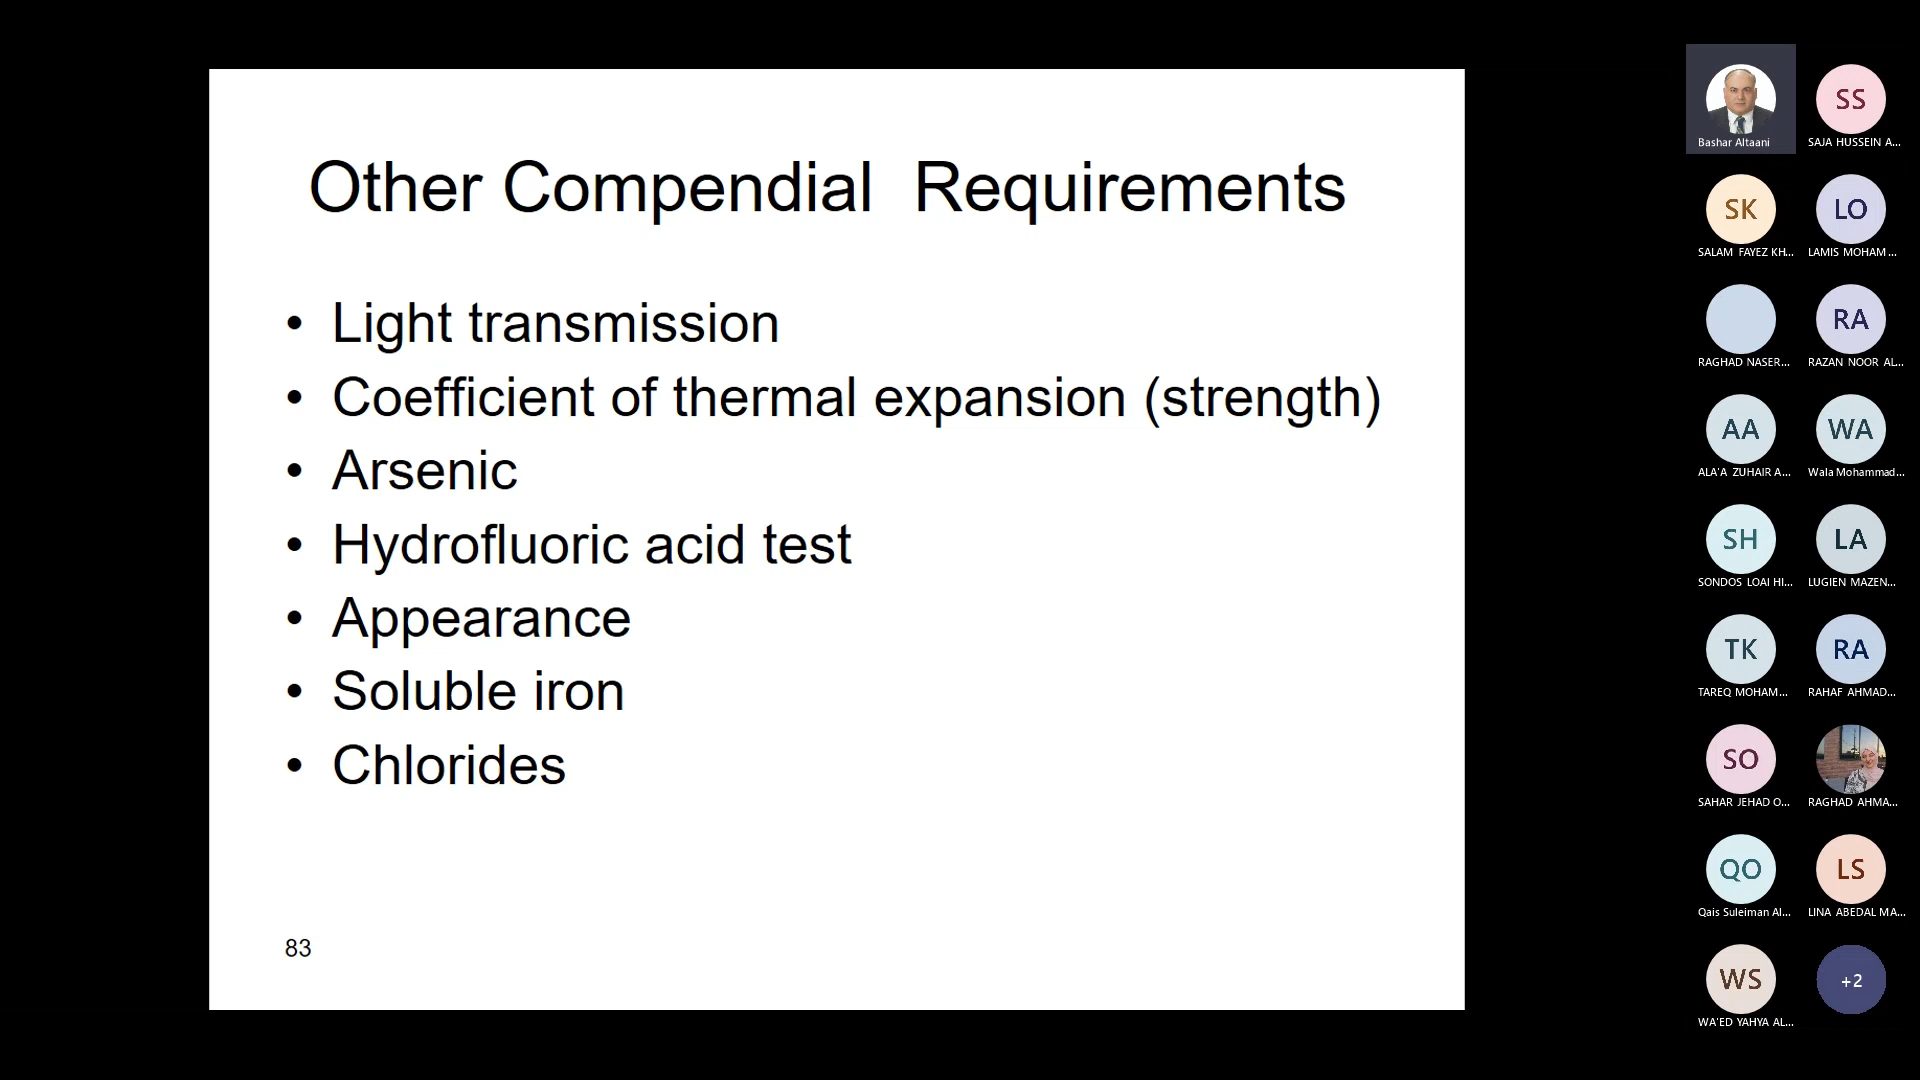 Other Compendial  Requirements
• Light transmission
• Coefficient of thermal expansion (strength)
• Arsenic
• Hydrofluoric acid test
• Appearance
• Soluble iron
• Chlorides
83
Bashar Altaani
SS
SAJA HUSSEIN A...
SK
SALAM FAYEZ KH...
LO
LAMIS MOHAM...
RAGHAD NASER...
RA
RAZAN NOOR AL...
AA
ALA'A ZUHAIR A...
WA
Wala Mohammad...
SH
SONDOS LOAI HI...
LA
LUGIEN MAZEN...
TK
TAREQ MOHAM...
RA
RAHAF AHMAD...
SO
SAHAR JEHAD O...
RAGHAD AHMA...
QO
Qais Suleiman Al...
LS
LINA ABEDAL MA...
WS
WA'ED YAHYA AL...
+2